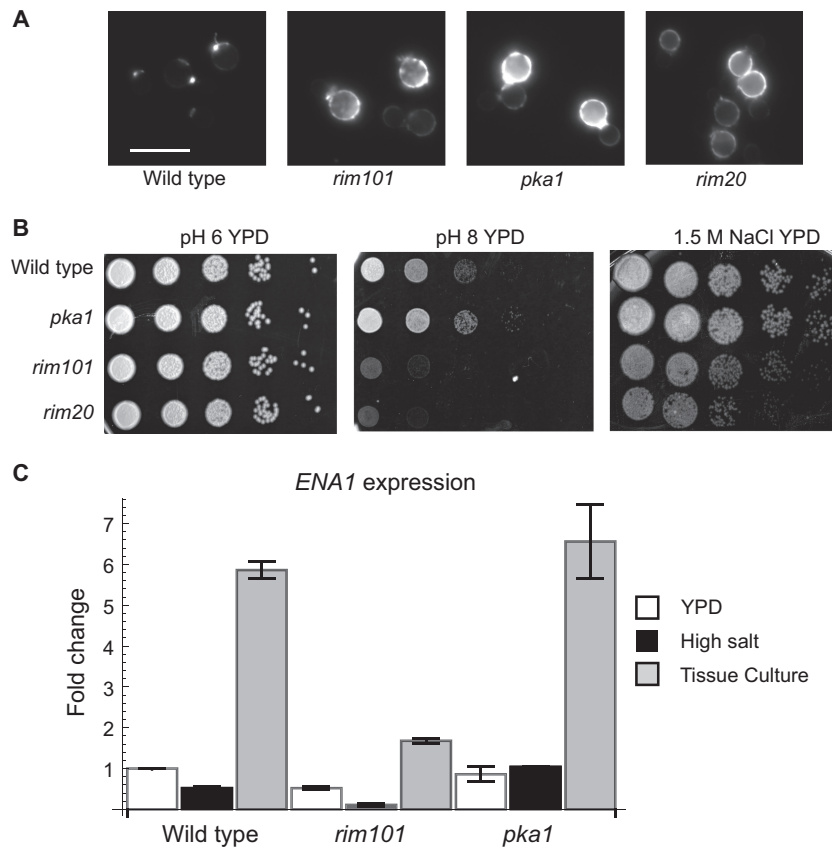 A
Wild type
rim101
pka1
rim20
B
pH 6 YPD
pH 8 YPD
1.5 M NaCl YPD
Wild type
pka1
rim101
rim20
C
ENA1 expression
Fold change
7
6
5
4
3
2
1
YPD
High salt
Tissue Culture
Wild type
rim101
pka1